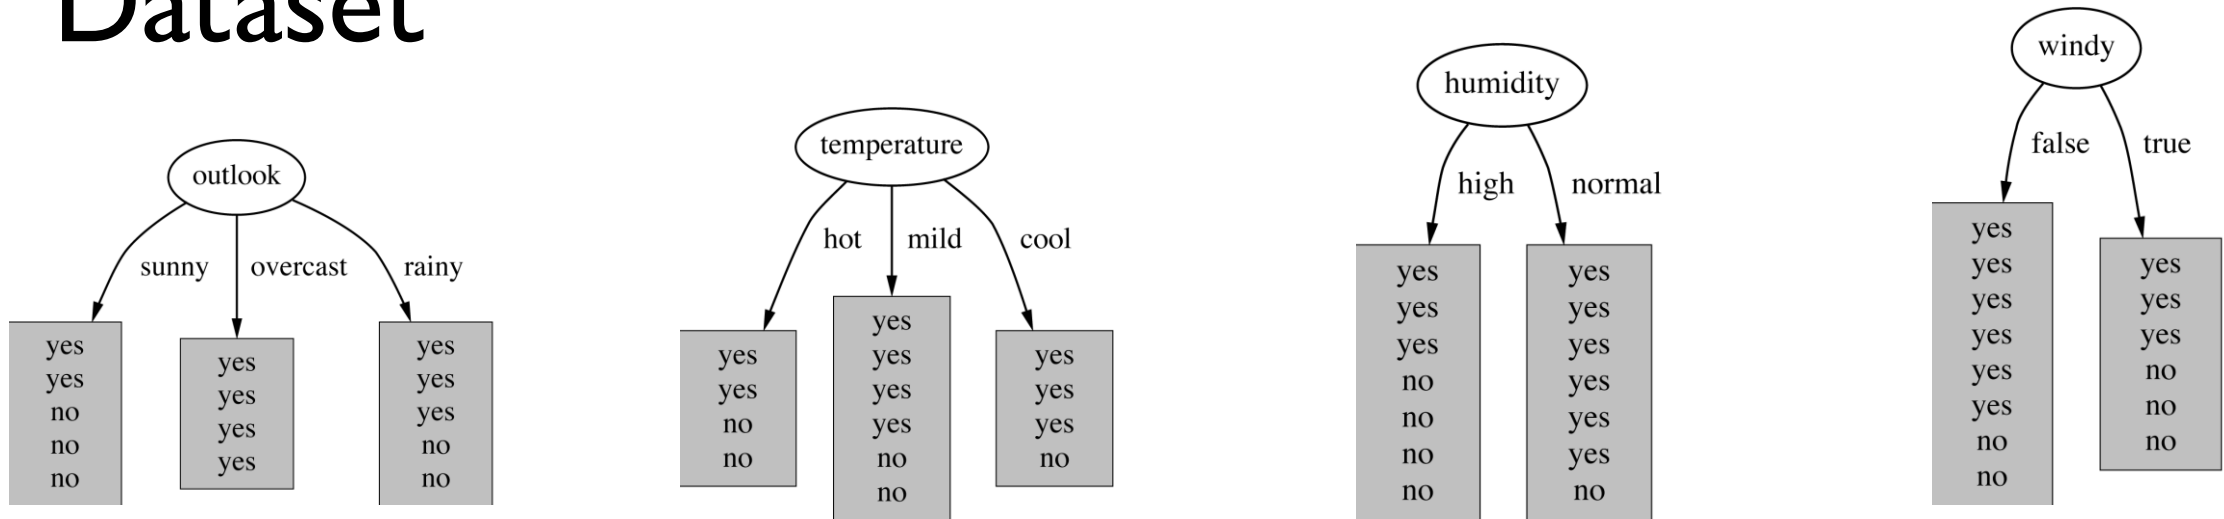 Dataset
outlook
sunny
overcast
rainy
yes
yes
no
no
no
yes
yes
yes
yes
yes
yes
yes
no
no
temperature
hot
mild
cool
yes
yes
no
no
yes
yes
yes
yes
no
no
yes
yes
yes
no
humidity
high
normal
yes
yes
yes
no
no
no
no
yes
yes
yes
yes
yes
yes
no
windy
false
true
yes
yes
yes
yes
yes
yes
no
no
yes
yes
yes
no
no
no